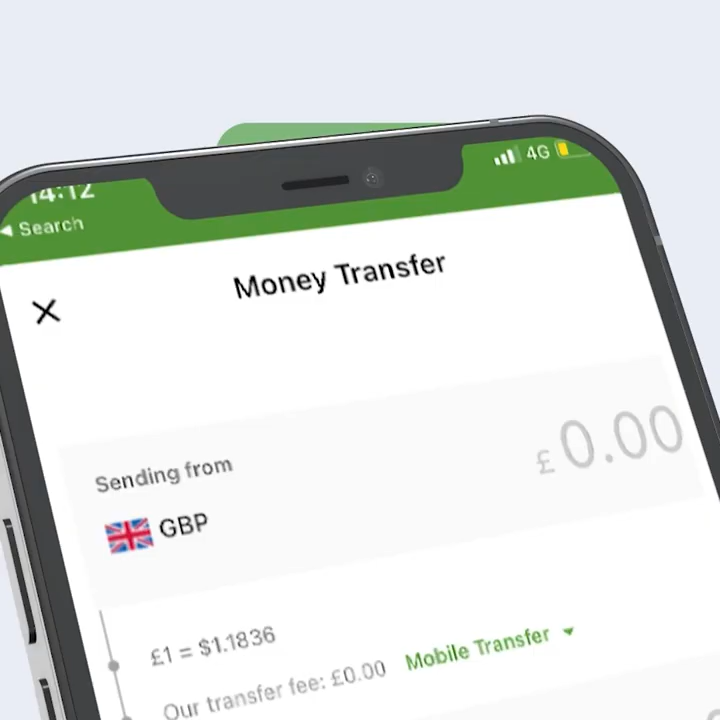 14:12
4G
◀ Search
Money Transfer
Sending from
£0.00
GBP
£1 = $1.1836
Our transfer fee: £0.00
Mobile Transfer